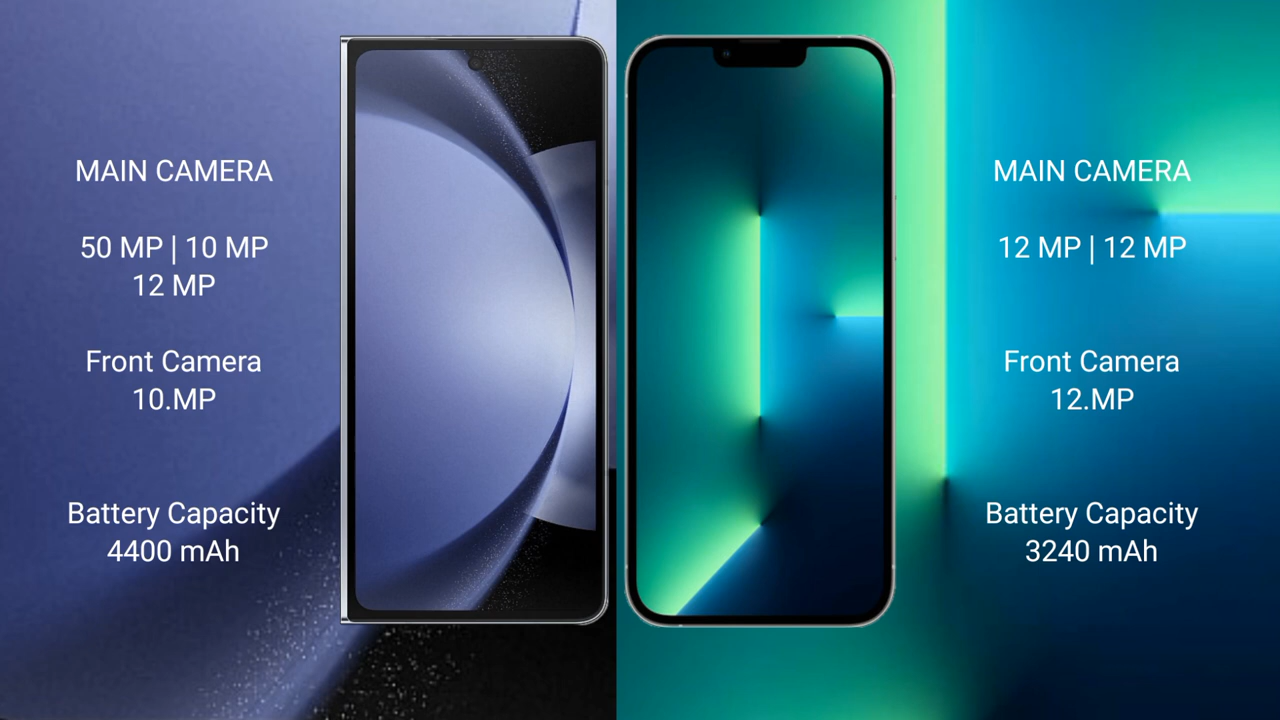 MAIN CAMERA
50 MP | 10 MP
12 MP
Front Camera
10.MP
Battery Capacity
4400 mAh
MAIN CAMERA
12 MP | 12 MP
Front Camera
12.MP
Battery Capacity
3240 mAh